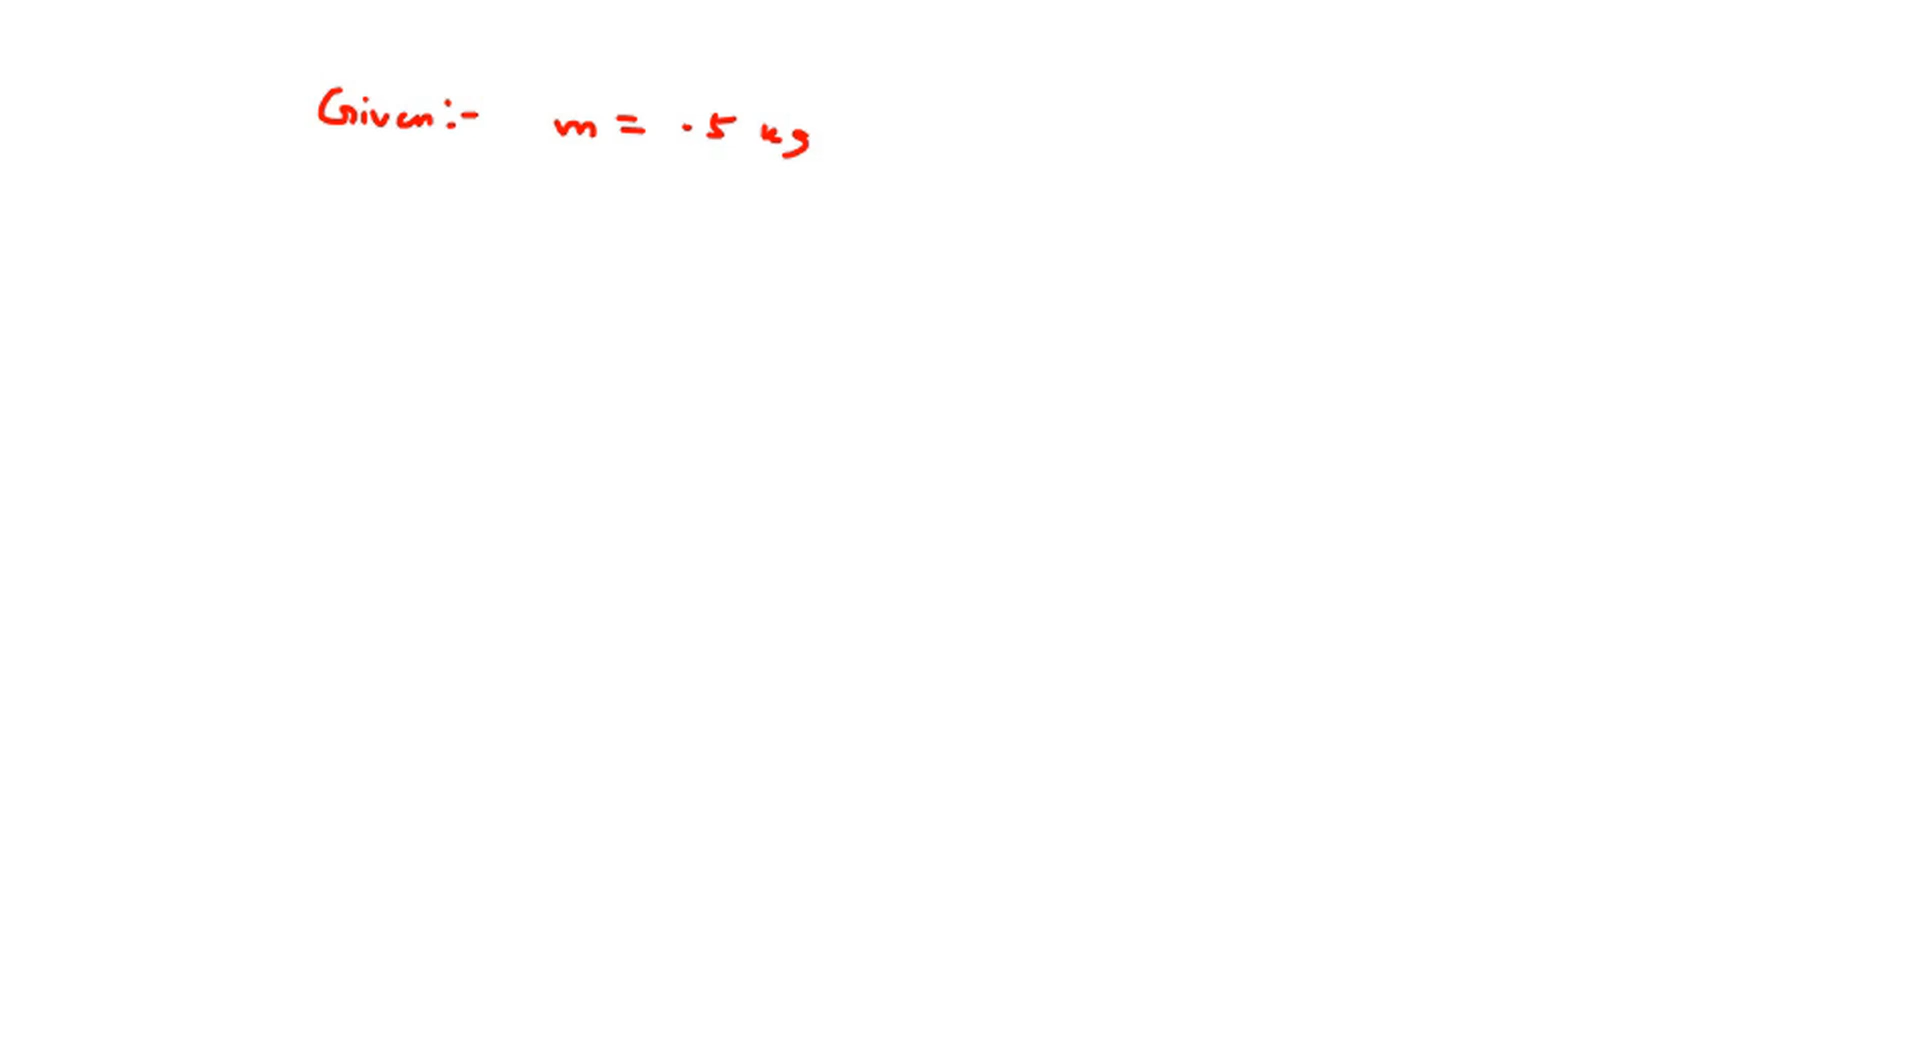 Given:- m = .5 kg